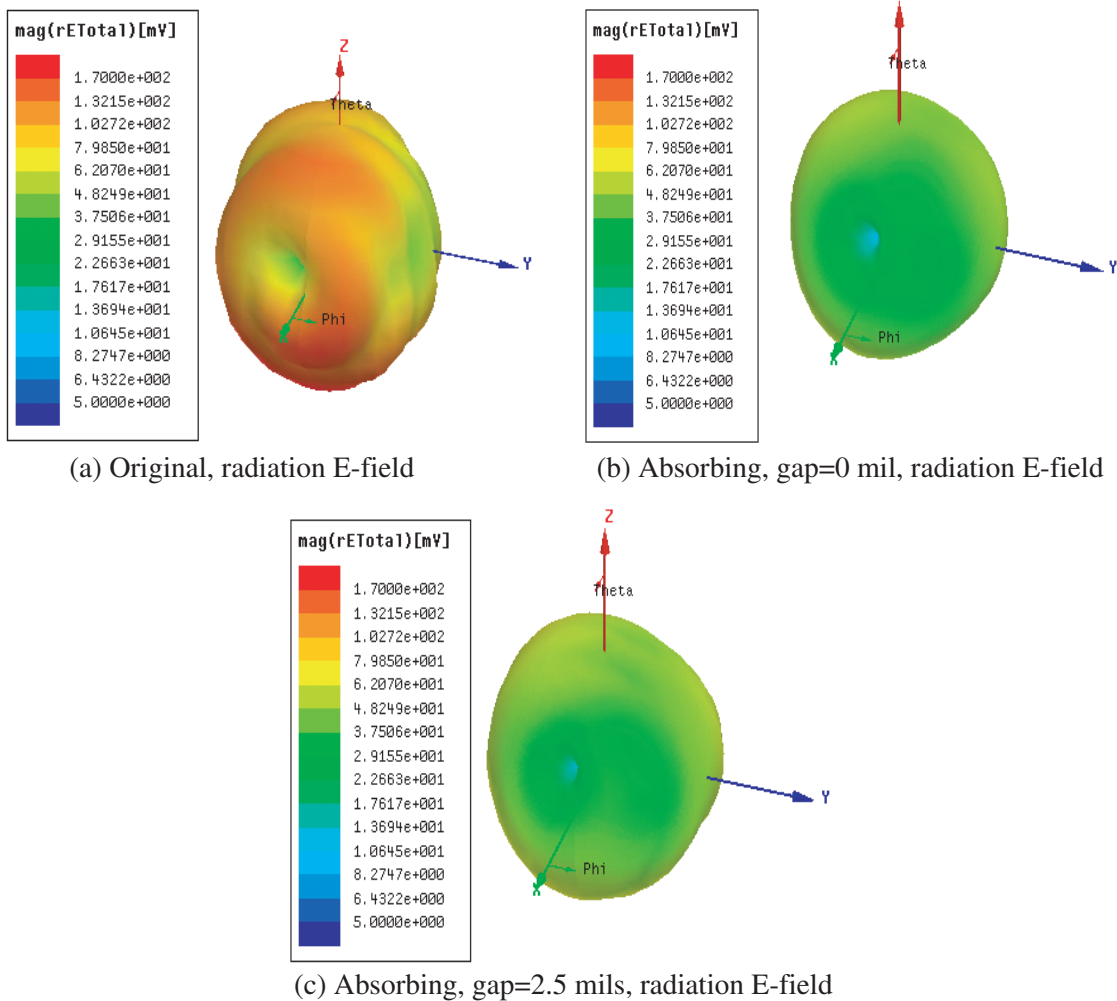 mag(rETotal)[mV]
1.7000e+002
1.3215e+002
1.0272e+002
7.9850e+001
6.2070e+001
4.8249e+001
3.7506e+001
2.9155e+001
2.2663e+001
1.7617e+001
1.3694e+001
1.0645e+001
8.2747e+000
6.4322e+000
5.0000e+000
Z
Theta
Y
Phi
X
(a) Original, radiation E-field
mag(rETotal)[mV]
1.7000e+002
1.3215e+002
1.0272e+002
7.9850e+001
6.2070e+001
4.8249e+001
3.7506e+001
2.9155e+001
2.2663e+001
1.7617e+001
1.3694e+001
1.0645e+001
8.2747e+000
6.4322e+000
5.0000e+000
Theta
Y
Phi
X
(b) Absorbing, gap=0 mil, radiation E-field
mag(rETotal)[mV]
1.7000e+002
1.3215e+002
1.0272e+002
7.9850e+001
6.2070e+001
4.8249e+001
3.7506e+001
2.9155e+001
2.2663e+001
1.7617e+001
1.3694e+001
1.0645e+001
8.2747e+000
6.4322e+000
5.0000e+000
Z
Theta
Y
Phi
X
(c) Absorbing, gap=2.5 mils, radiation E-field